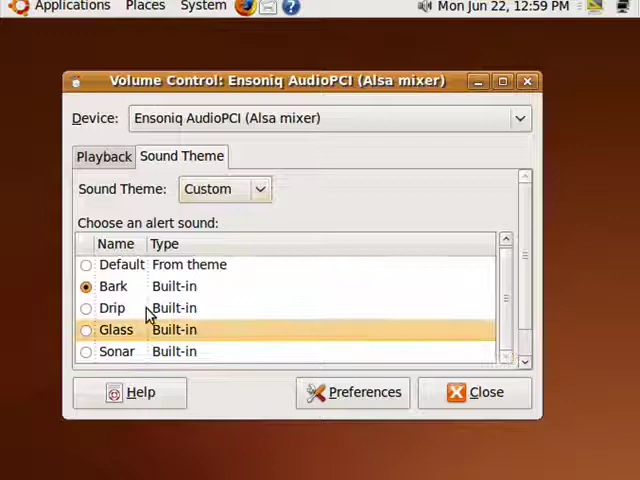 Applications Places System Mon Jun 22, 12:59 PM
Volume Control: Ensoniq AudioPCI (Alsa mixer)
Device: Ensoniq AudioPCI (Alsa mixer)
Playback Sound Theme
Sound Theme: Custom
Choose an alert sound:
Name Type
Default From theme
Bark Built-in
Drip Built-in
Glass Built-in
Sonar Built-in
Help Preferences Close